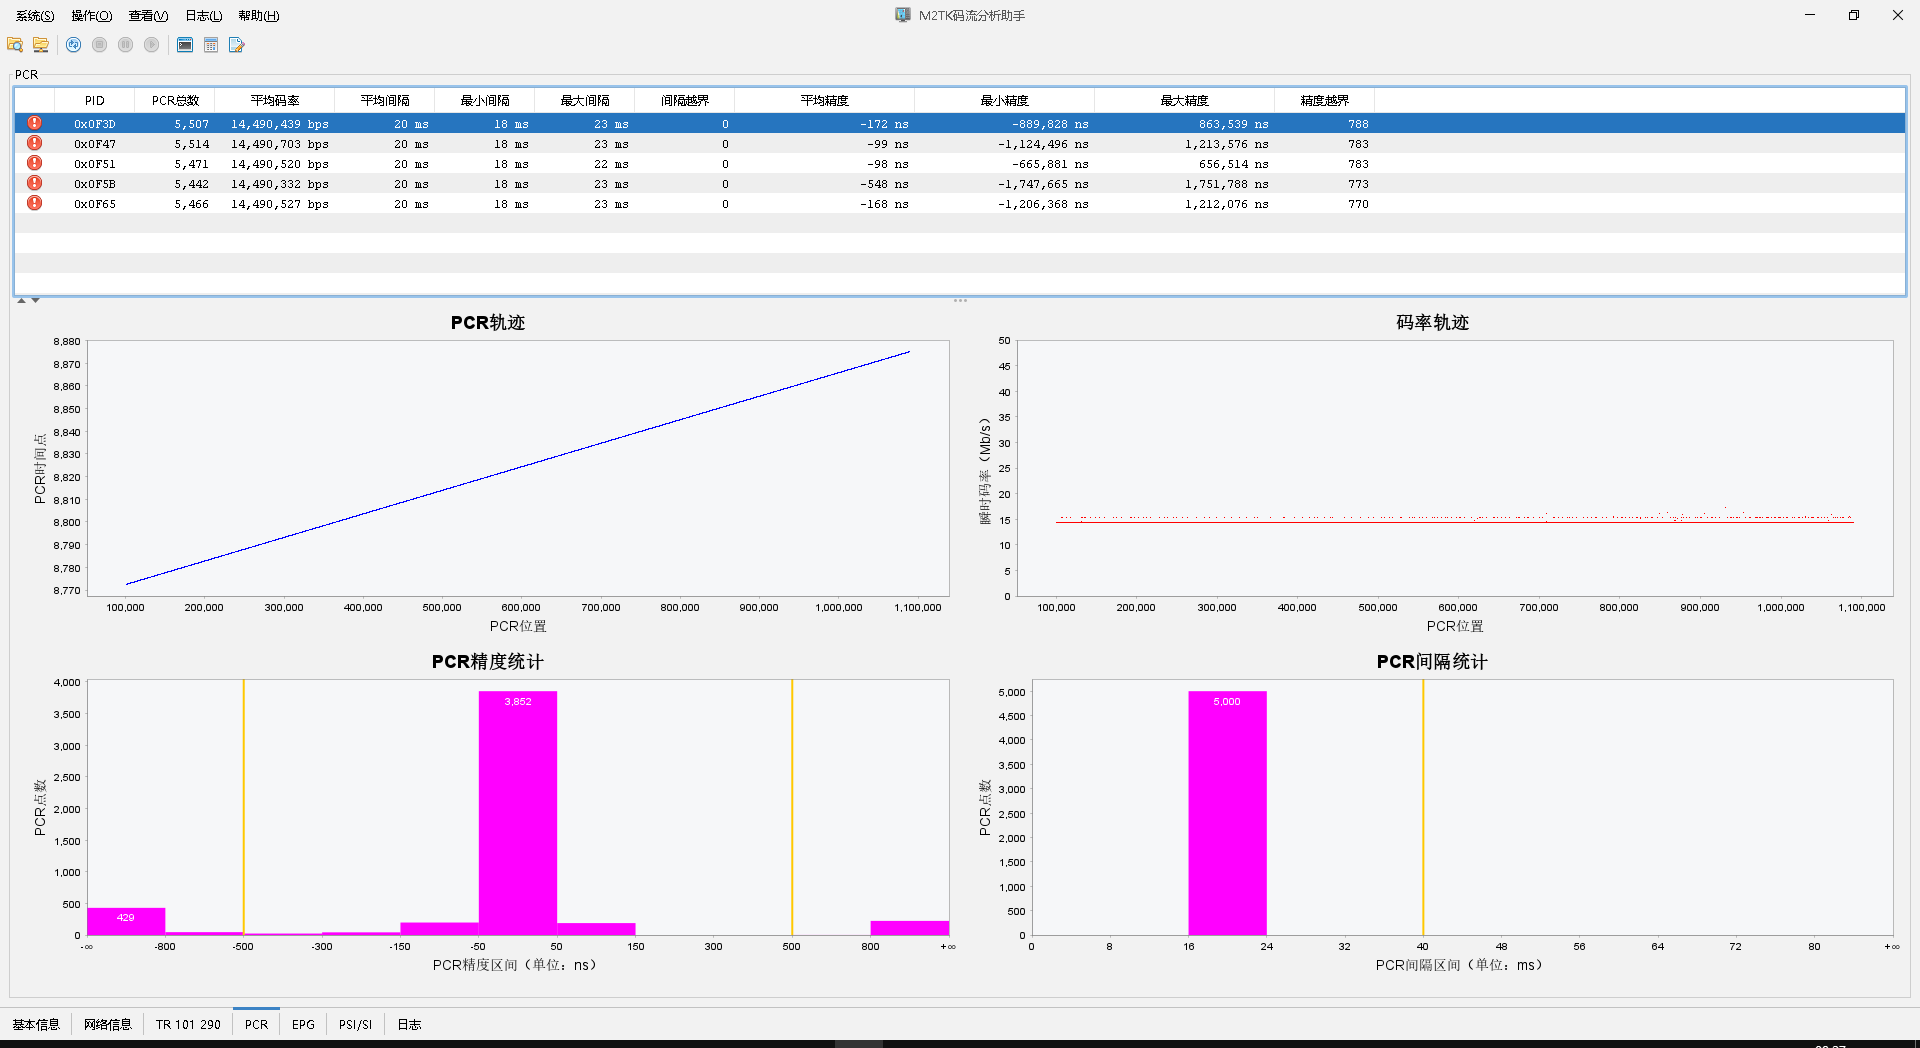 系统(S) 操作(O) 查看(V) 日志(L) 帮助(H)
M2TK码流分析助手
PCR
PID PCR总数 平均码率 平均间隔 最小间隔 最大间隔 间隔越界 平均精度 最小精度 最大精度 精度越界
0x0F3D 5,507 14,490,439 bps 20 ms 18 ms 23 ms 0 -172 ns -889,828 ns 863,539 ns 788
0x0F47 5,514 14,490,703 bps 20 ms 18 ms 23 ms 0 -99 ns -1,124,496 ns 1,213,576 ns 783
0x0F51 5,471 14,490,520 bps 20 ms 18 ms 22 ms 0 -98 ns -665,881 ns 656,514 ns 783
0x0F5B 5,442 14,490,332 bps 20 ms 18 ms 23 ms 0 -548 ns -1,747,665 ns 1,751,788 ns 773
0x0F65 5,466 14,490,527 bps 20 ms 18 ms 23 ms 0 -168 ns -1,206,368 ns 1,212,076 ns 770
PCR轨迹
PCR时间点
8,880
8,870
8,860
8,850
8,840
8,830
8,820
8,810
8,800
8,790
8,780
8,770
100,000 200,000 300,000 400,000 500,000 600,000 700,000 800,000 900,000 1,000,000 1,100,000
PCR位置
码率轨迹
瞬时码率（Mb/s）
50
45
40
35
30
25
20
15
10
5
0
100,000 200,000 300,000 400,000 500,000 600,000 700,000 800,000 900,000 1,000,000 1,100,000
PCR位置
PCR精度统计
PCR点数
4,000
3,500
3,000
2,500
2,000
1,500
1,000
500
0
3,852
429
-∞ -800 -500 -300 -150 -50 50 150 300 500 800 +∞
PCR精度区间（单位：ns）
PCR间隔统计
PCR点数
5,000
4,500
4,000
3,500
3,000
2,500
2,000
1,500
1,000
500
0
5,000
0 8 16 24 32 40 48 56 64 72 80 +∞
PCR间隔区间（单位：ms）
基本信息 网络信息 TR 101 290 PCR EPG PSI/SI 日志